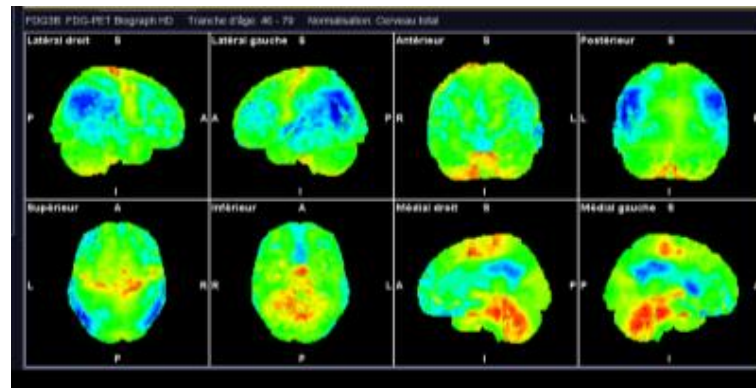 FDG3B FDG-PET Biograph HD Tranche d'âge: 46 - 79 Normalisation: Cerveau total
Latéral droit S Latéral gauche S Antérieur S Postérieur S
P A A P R L L
I I I I
Supérieur A Inférieur A Médial droit S Médial gauche S
L R R L A P P A
P P I I